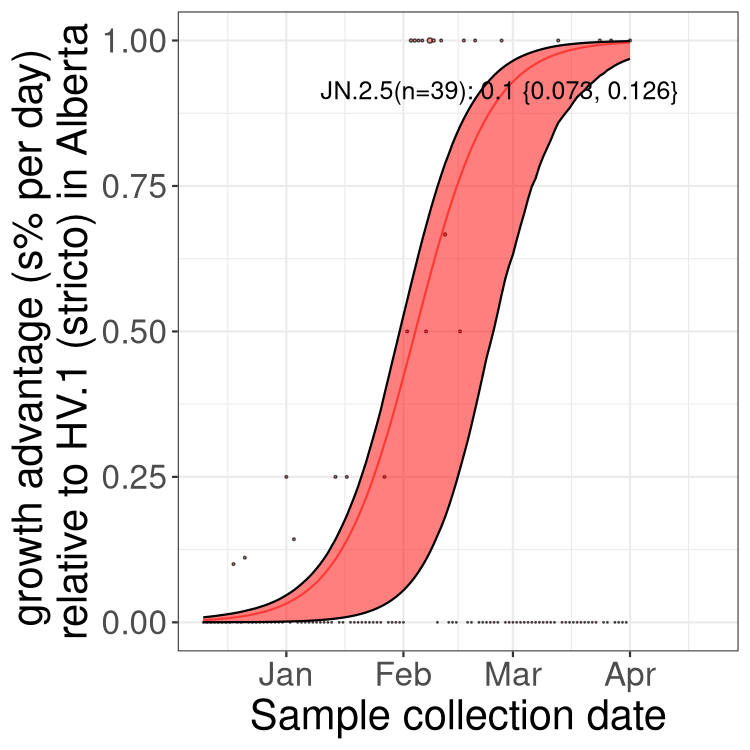 growth advantage (s% per day)
relative to HV.1 (stricto) in Alberta
1.00
0.75
0.50
0.25
0.00
JN.2.5(n=39): 0.1 {0.073, 0.126}
Jan Feb Mar Apr
Sample collection date